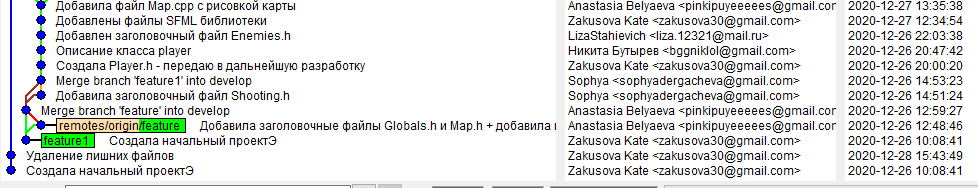 Добавила файл Map.cpp с рисовкой карты Anastasia Belyaeva <pinkipuyeeeees@gmail.com 2020-12-27 13:35:38
Добавлены файлы SFML библиотеки Zakusova Kate <zakusova30@gmail.com> 2020-12-27 12:34:54
Добавлен заголовочный файл Enemies.h LizaStahievich <liza.12321@mail.ru> 2020-12-26 22:03:38
Описание класса player Никита Бутырев <bggniklol@gmail.com> 2020-12-26 20:47:42
Создала Player.h - передаю в дальнейшую разработку Zakusova Kate <zakusova30@gmail.com> 2020-12-26 20:00:20
Merge branch 'feature1' into develop Sophya <sophyadergacheva@gmail.com> 2020-12-26 14:53:23
Добавила заголовочный файл Shooting.h Sophya <sophyadergacheva@gmail.com> 2020-12-26 14:51:24
Merge branch 'feature' into develop Anastasia Belyaeva <pinkipuyeeeees@gmail.com 2020-12-26 12:59:27
remotes/origin/feature Добавила заголовочные файлы Globals.h и Map.h + добавила Anastasia Belyaeva <pinkipuyeeeees@gmail.com 2020-12-26 12:48:46
feature1 Создала начальный проектЭ Zakusova Kate <zakusova30@gmail.com> 2020-12-26 10:08:41
Удаление лишних файлов Zakusova Kate <zakusova30@gmail.com> 2020-12-28 15:43:49
Создала начальный проектЭ Zakusova Kate <zakusova30@gmail.com> 2020-12-26 10:08:41